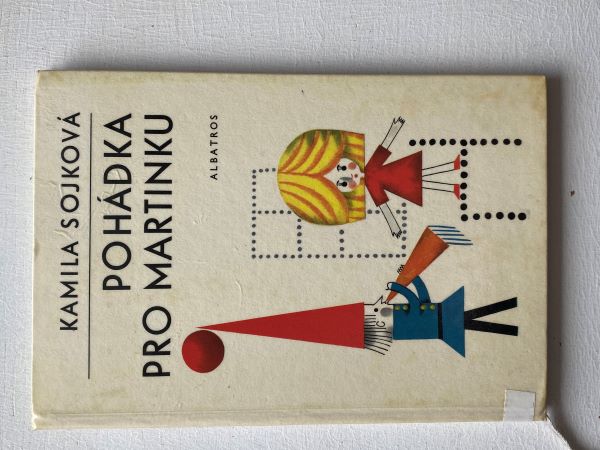 KAMILA SOJKOVÁ
POHÁDKA
PRO MARTINKU
ALBATROS